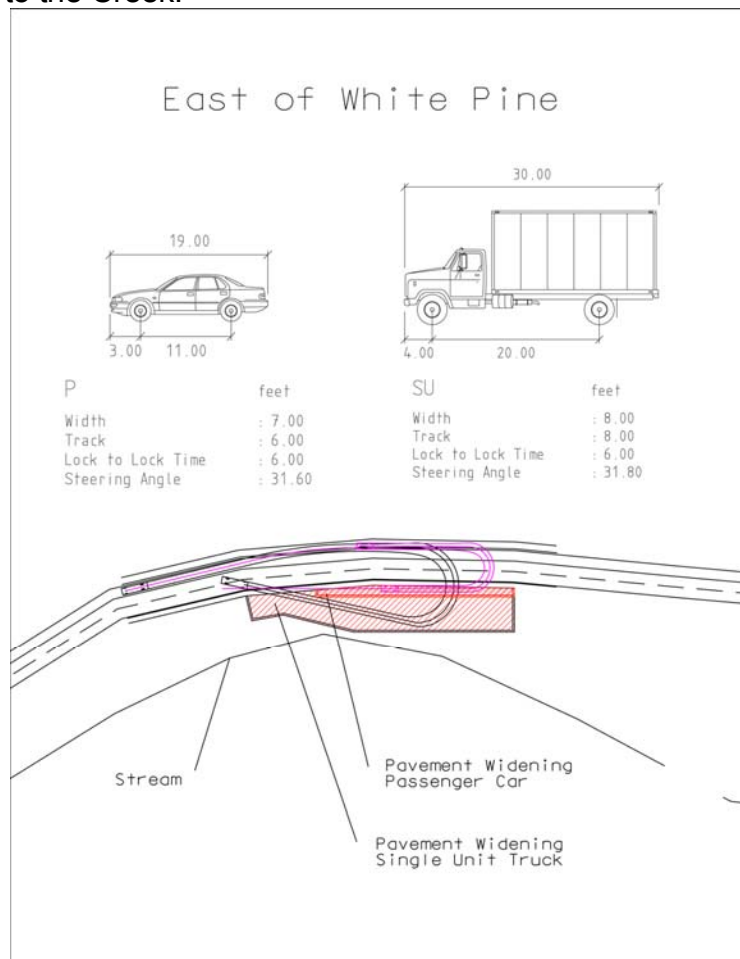 to the Creek.
East of White Pine
30.00
19.00
3.00 11.00
4.00 20.00
P feet
Width : 7.00
Track : 6.00
Lock to Lock Time : 6.00
Steering Angle : 31.60
SU feet
Width : 8.00
Track : 8.00
Lock to Lock Time : 6.00
Steering Angle : 31.80
Stream
Pavement Widening
Passenger Car
Pavement Widening
Single Unit Truck